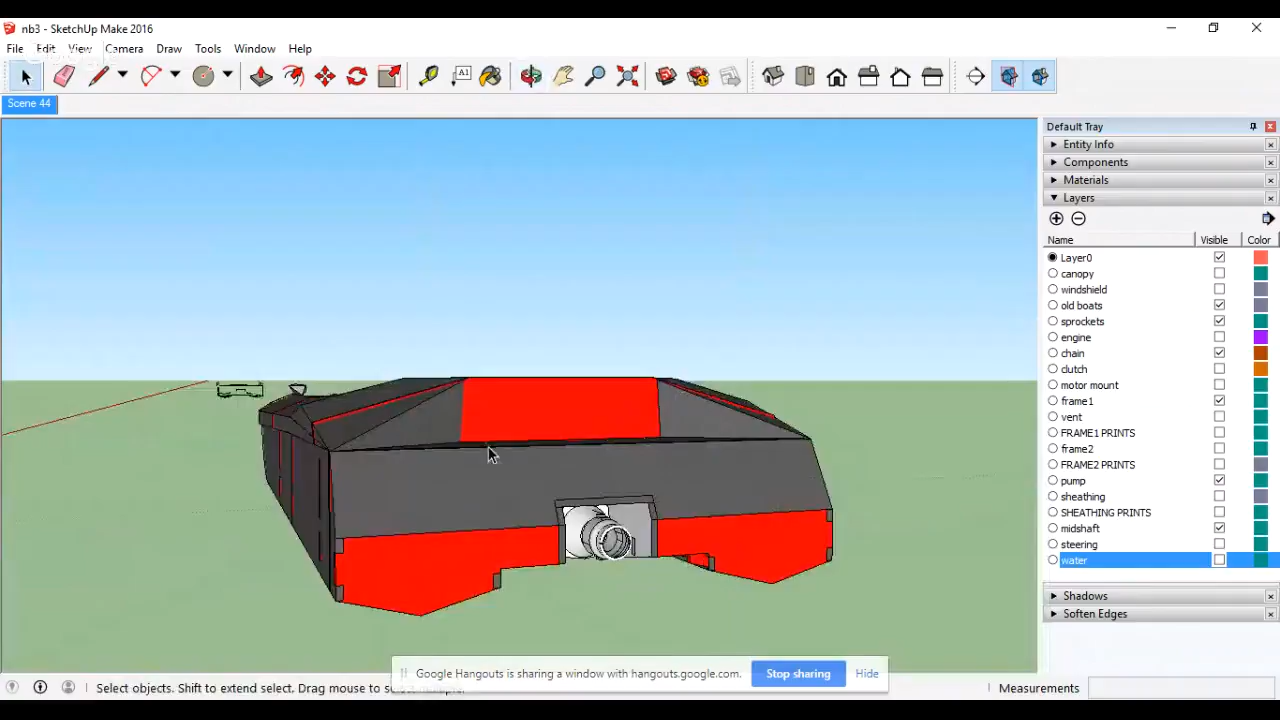 nb3 - SketchUp Make 2016
File Edit View Camera Draw Tools Window Help
A1
Scene 44
Default Tray
Entity Info
Components
Materials
Layers
Name Visible Color
Layer0
canopy
windshield
old boats
sprockets
engine
chain
clutch
motor mount
frame1
vent
FRAME1 PRINTS
frame2
FRAME2 PRINTS
pump
sheathing
SHEATHING PRINTS
midshaft
steering
water
Shadows
Soften Edges
Google Hangouts is sharing a window with hangouts.google.com. Stop sharing Hide
Select objects. Shift to extend select. Drag mouse to select multiple.
Measurements